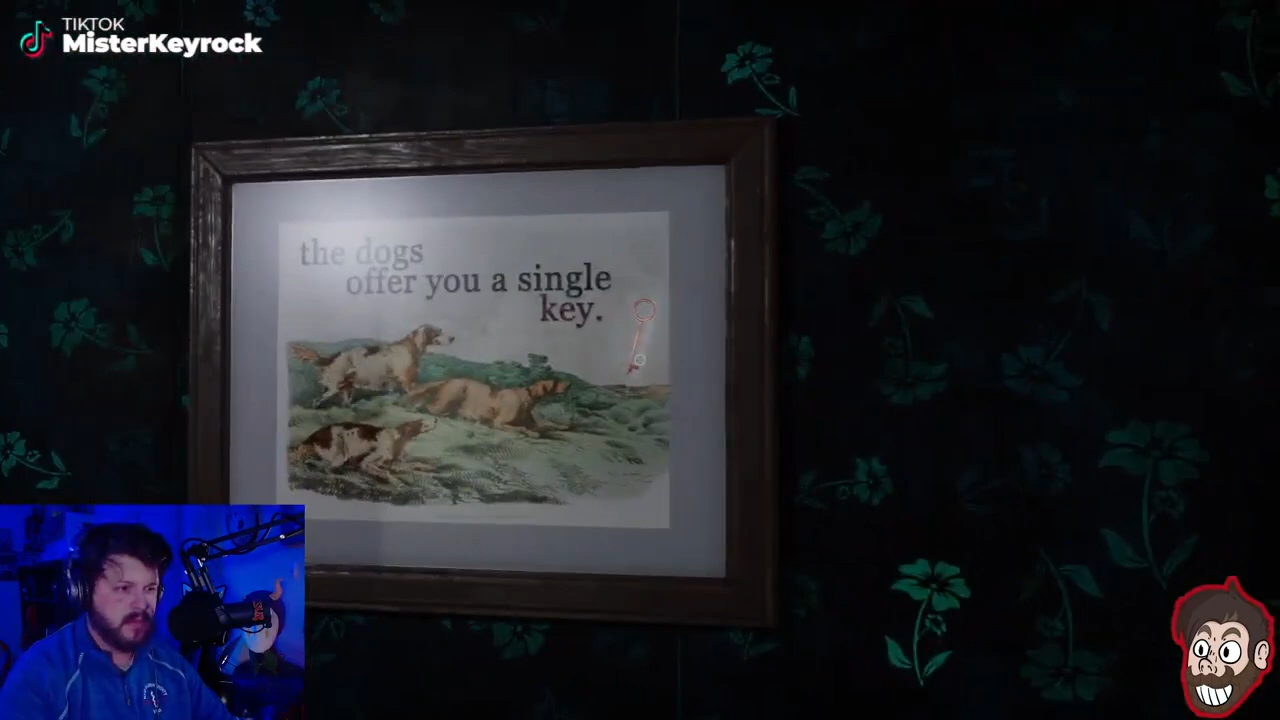 TIKTOK
MisterKeyrock
the dogs
offer you a single
key.